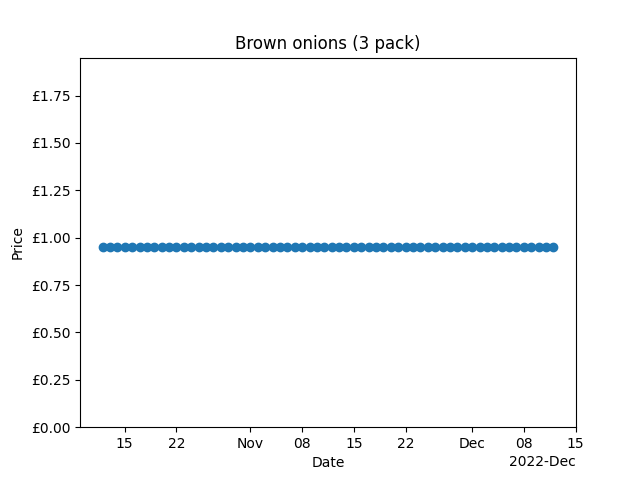 Brown onions (3 pack)
£1.75
£1.50
£1.25
£1.00
£0.75
£0.50
£0.25
£0.00
Price
15 22 Nov 08 15 22 Dec 08 15
Date
2022-Dec